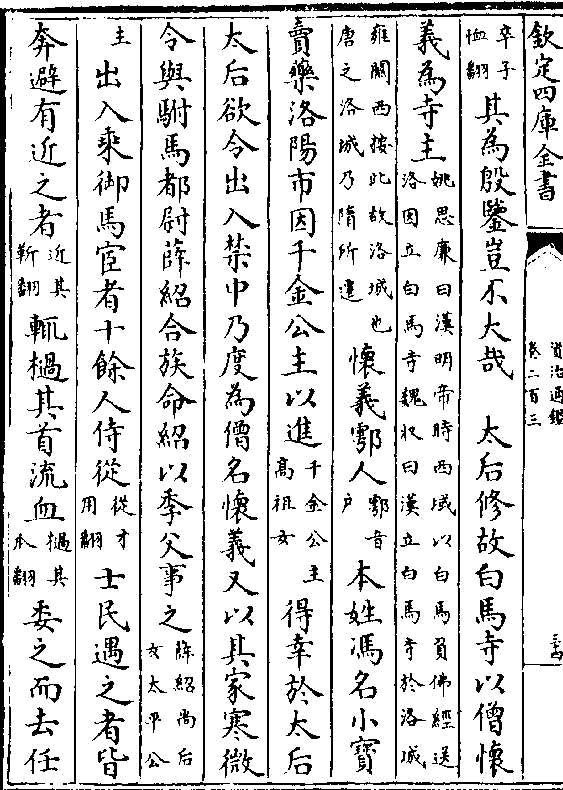 欽定四庫全書
資治通鑑
卷二百三
卒子
恤翻
其為殷鑒豈不大哉　太后修故白馬寺以僧懷
義為寺主
姚思廉曰漢明帝時西域以白馬負佛經送
洛因立白馬寺魏收曰漢立白馬寺於洛城
雍關西按此故洛城也
唐之洛城乃隋所遷
懷義鄠人
鄠音
戶
本姓馮名小寶
賣藥洛陽市因千金公主以進
千金公主
高祖女
得幸於太后
太后欲令出入禁中乃度為僧名懷義又以其家寒微
令與駙馬都尉薛紹合族命紹以季父事之
薛紹尚后
女太平公
主
出入乘御馬宦者十餘人侍從
從才
用翻
士民遇之者皆
奔避有近之者
近其
靳翻
輒檛其首流血
檛其
委之而去任